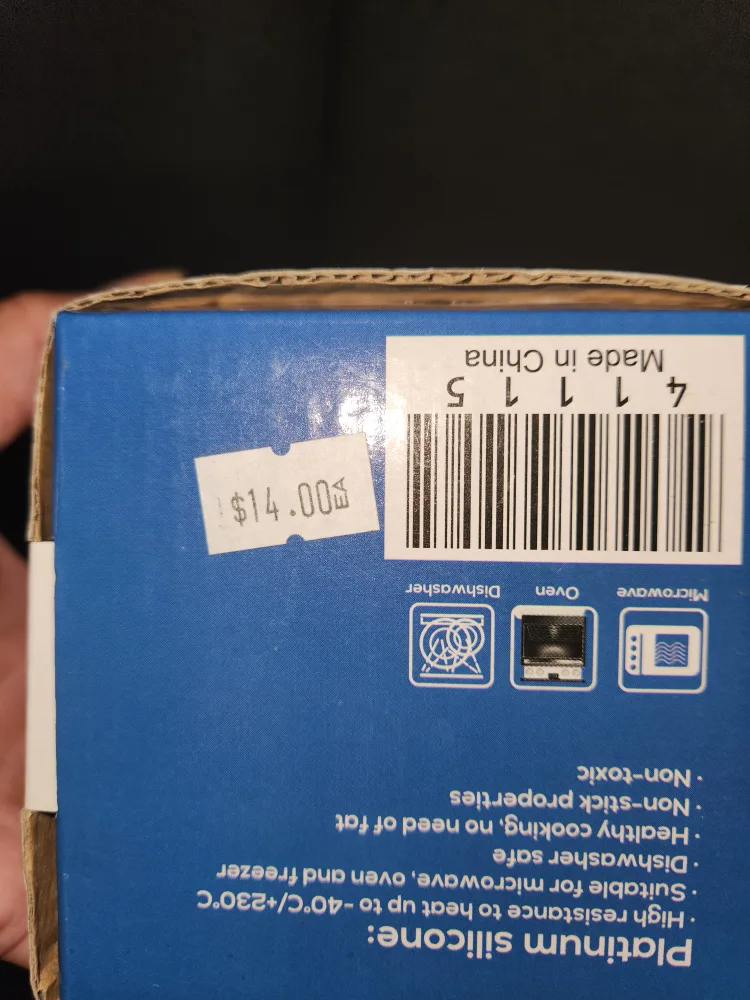 Platinum silicone:
· High resistance to heat up to -40°C/+230°C
· Suitable for microwave, oven and freezer
· Dishwasher safe
· Healthy cooking, no need of fat
· Non-stick properties
· Non-toxic
Microwave Oven Dishwasher
4 1 1 1 5
Made in China
$14.00EA